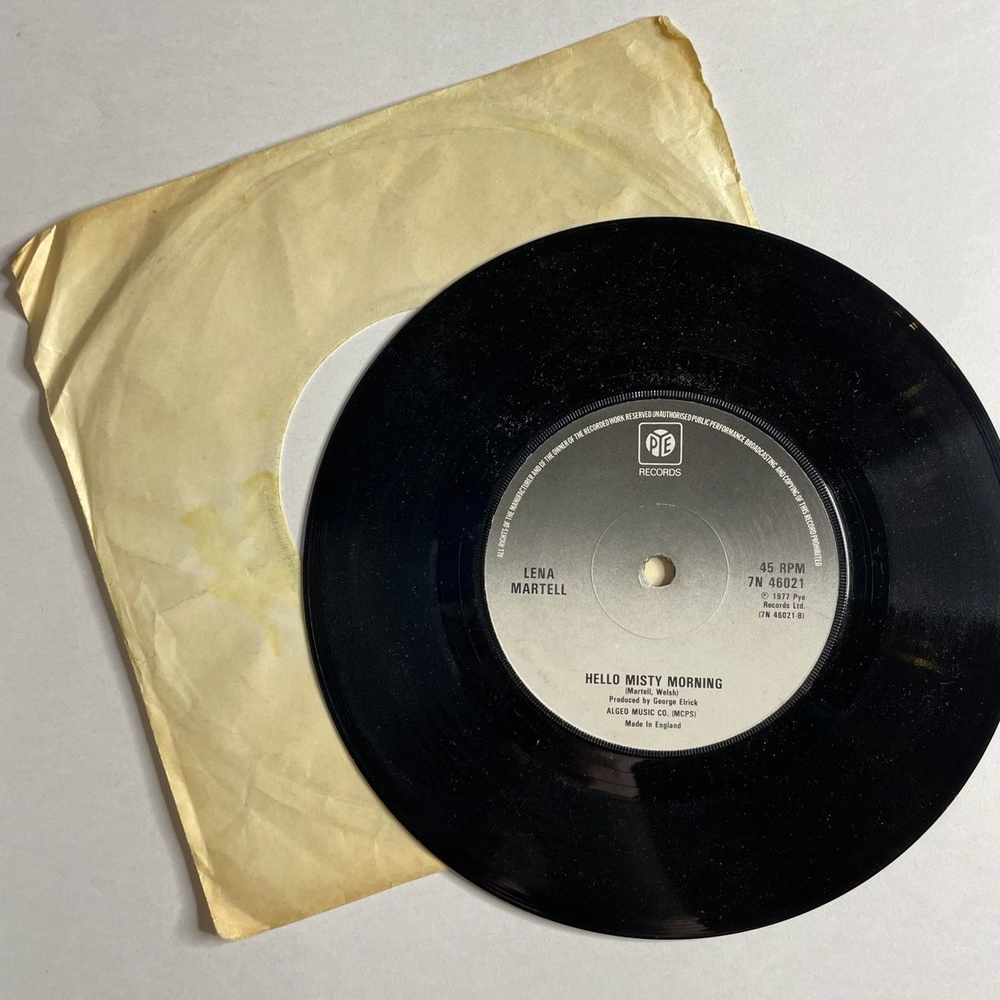 ALL RIGHTS OF THE MANUFACTURER AND OF THE OWNER OF THE RECORDED WORK RESERVED UNAUTHORISED PUBLIC PERFORMANCE BROADCASTING AND COPYING OF THIS RECORD PROHIBITED
PYE
RECORDS
LENA
MARTELL
45 RPM
7N 46021
℗ 1977 Pye
Records Ltd.
(7N 46021-B)
HELLO MISTY MORNING
(Martell, Welsh)
Produced by George Elrick
ALGEO MUSIC CO. (MCPS)
Made in England